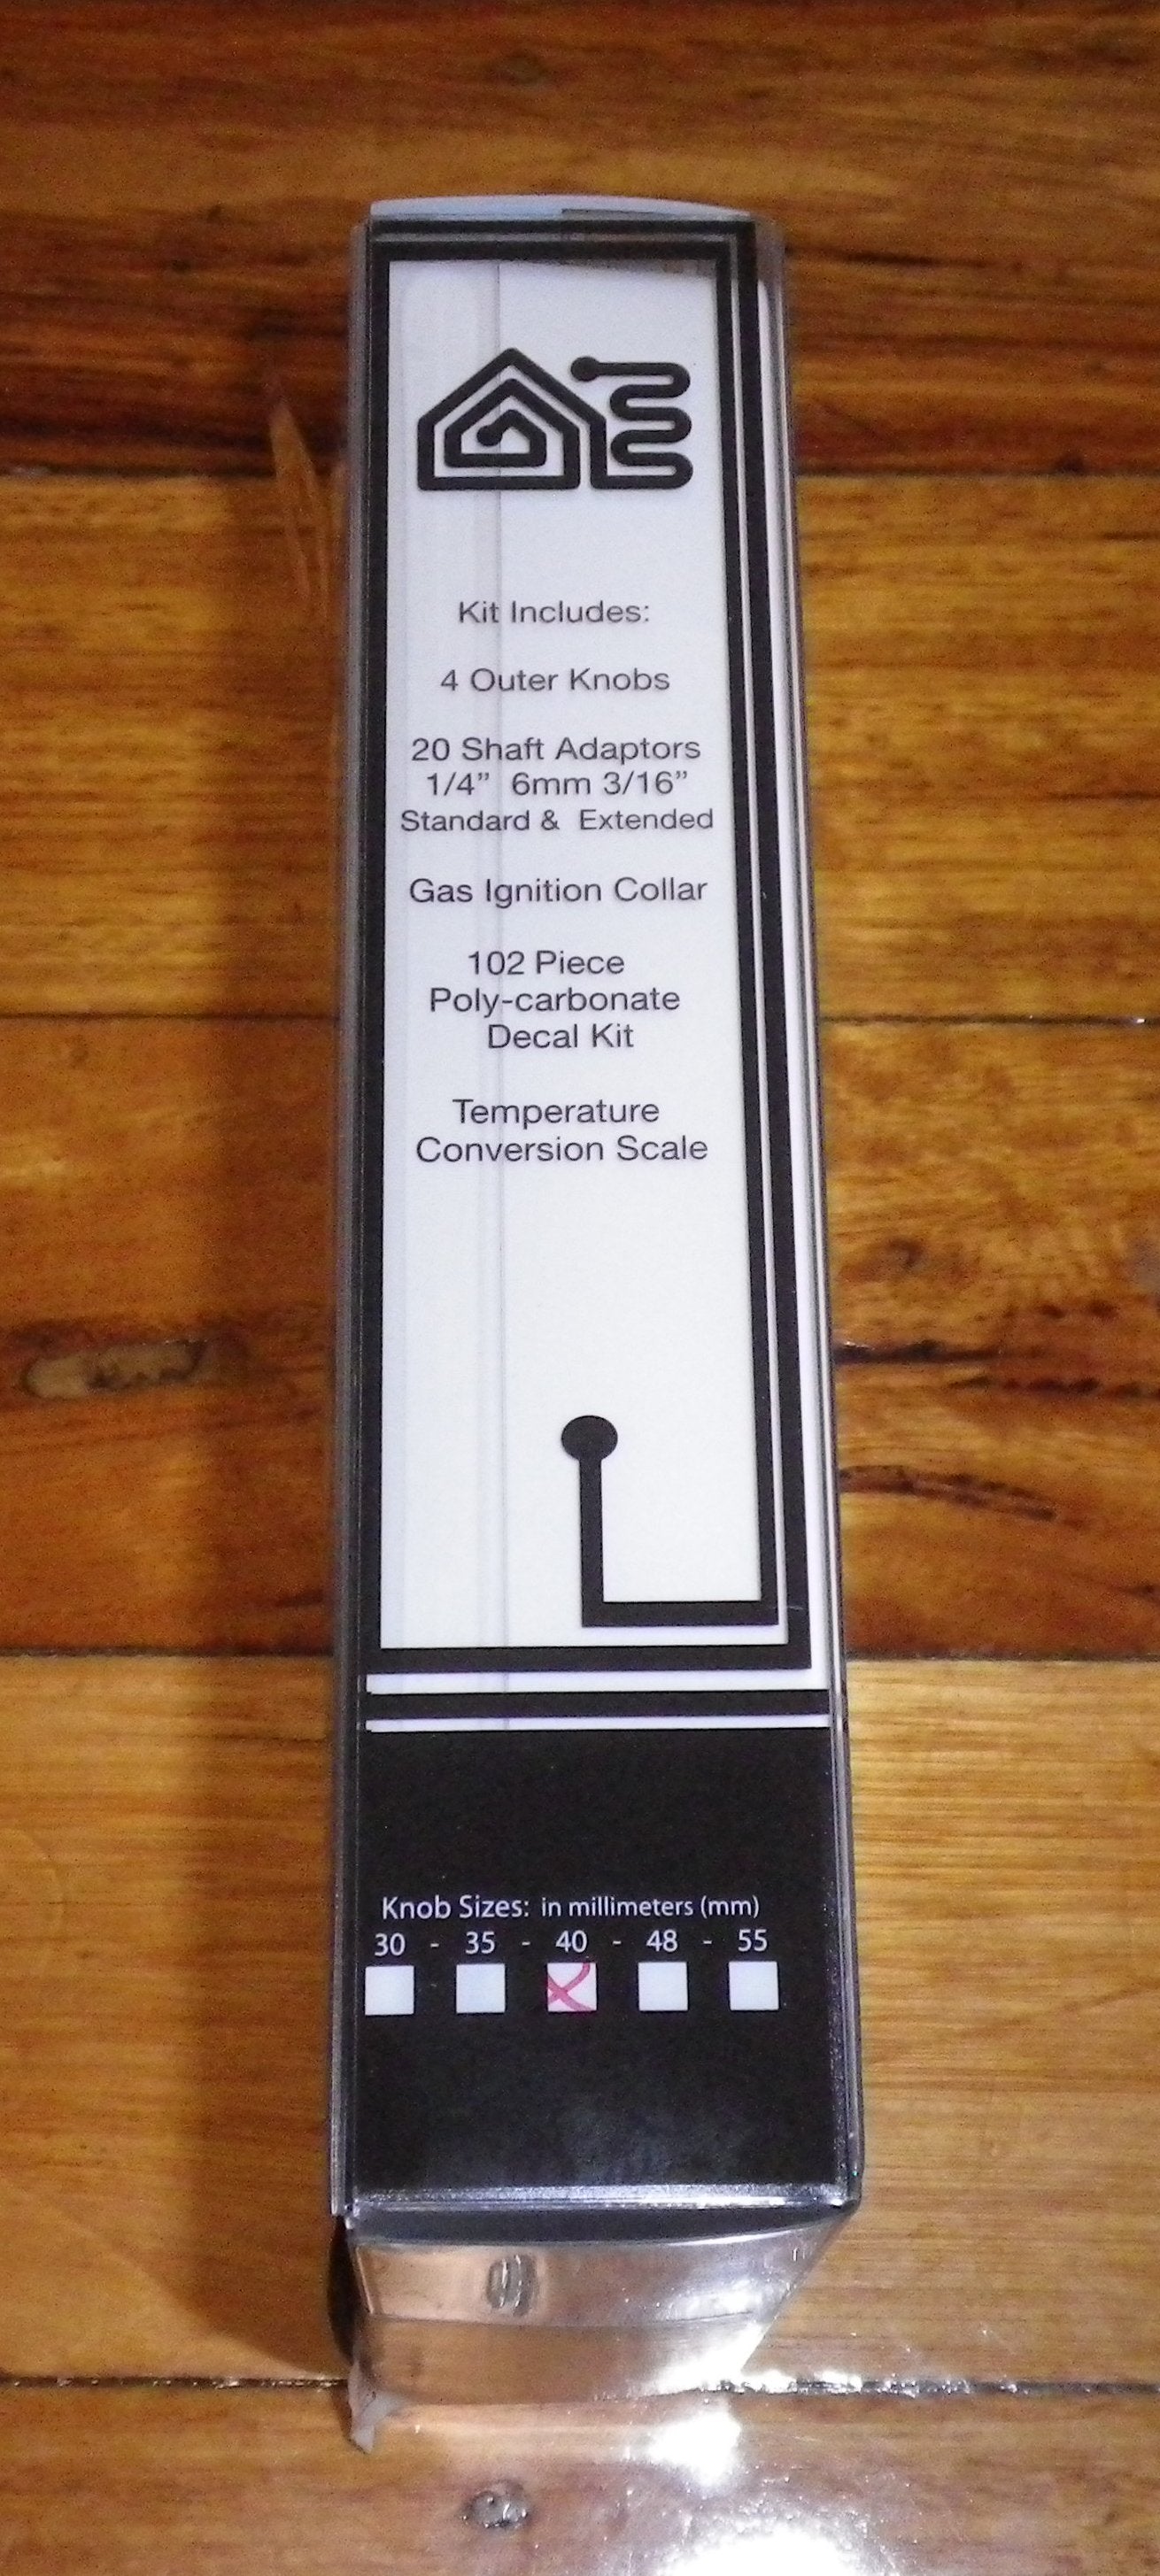 Kit Includes:
4 Outer Knobs
20 Shaft Adaptors
1/4” 6mm 3/16”
Standard & Extended
Gas Ignition Collar
102 Piece
Poly-carbonate
Decal Kit
Temperature
Conversion Scale
Knob Sizes: in millimeters (mm)
30 - 35 - 40 - 48 - 55